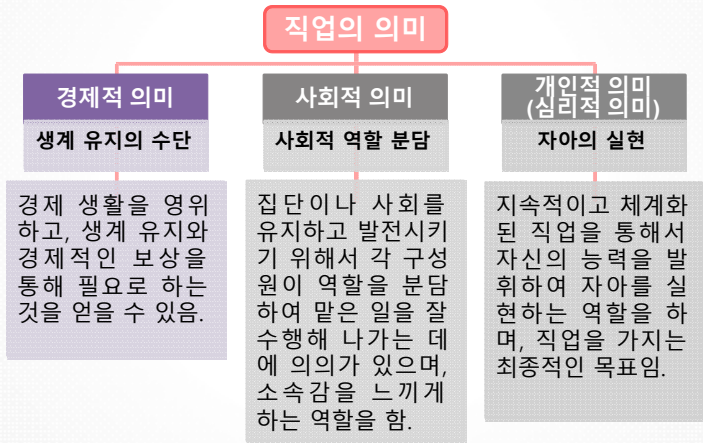 직업의 의미
경제적 의미
생계 유지의 수단
경제 생활을 영위
하고, 생계 유지와
경제적인 보상을
통해 필요로 하는
것을 얻을 수 있음.
사회적 의미
사회적 역할 분담
집단이나 사회를
유지하고 발전시키
기 위해서 각 구성
원이 역할을 분담
하여 맡은 일을 잘
수행해 나가는 데
에 의의가 있으며,
소속감을 느끼게
하는 역할을 함.
개인적 의미
(심리적 의미)
자아의 실현
지속적이고 체계화
된 직업을 통해서
자신의 능력을 발
휘하여 자아를 실
현하는 역할을 하
며, 직업을 가지는
최종적인 목표임.